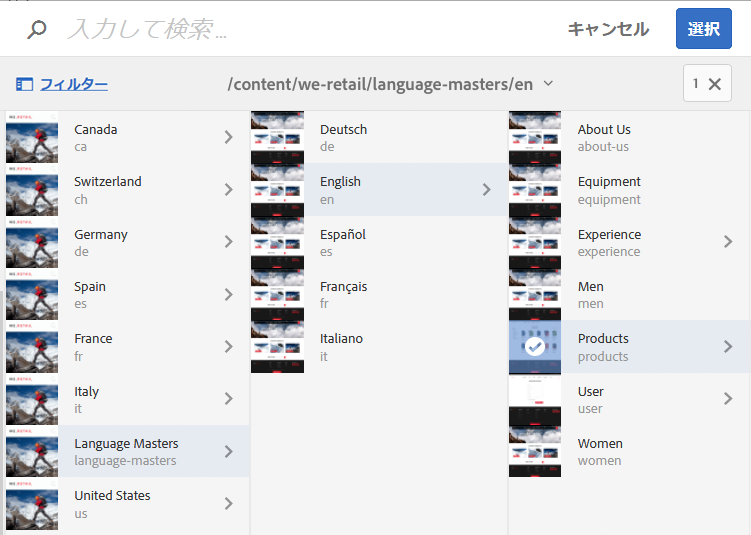 入力して検索...
キャンセル
選択
フィルター
/content/we-retail/language-masters/en
1
Canada
ca
Switzerland
ch
Germany
de
Spain
es
France
fr
Italy
it
Language Masters
language-masters
United States
us
Deutsch
de
English
en
Español
es
Français
fr
Italiano
it
About Us
about-us
Equipment
equipment
Experience
experience
Men
men
Products
products
User
user
Women
women